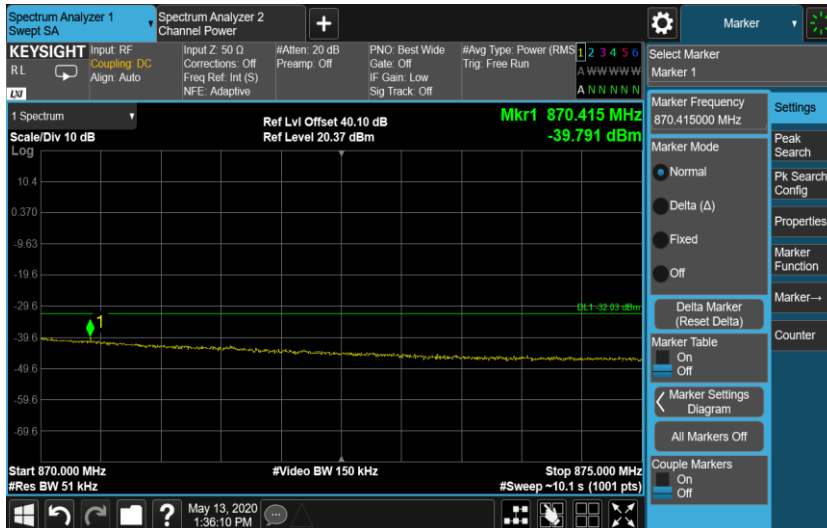 Spectrum Analyzer 1
Swept SA
Spectrum Analyzer 2
Channel Power
Marker
KEYSIGHT
RL
LXI
Input: RF
Coupling: DC
Align: Auto
Input Z: 50 Ω
Corrections: Off
Freq Ref: Int (S)
NFE: Adaptive
#Atten: 20 dB
Preamp: Off
PNO: Best Wide
Gate: Off
IF Gain: Low
Sig Track: Off
#Avg Type: Power (RMS
Trig: Free Run
1 2 3 4 5 6
A W W W W W
A N N N N N
1 Spectrum
Scale/Div 10 dB
Log
Ref Lvl Offset 40.10 dB
Ref Level 20.37 dBm
Mkr1 870.415 MHz
-39.791 dBm
10.4
0.370
-9.63
-19.6
-29.6
-39.6
-49.6
-59.6
-69.6
DL1 -32.03 dBm
1
Start 870.000 MHz
#Res BW 51 kHz
#Video BW 150 kHz
Stop 875.000 MHz
#Sweep ~10.1 s (1001 pts)
Select Marker
Marker 1
Marker Frequency
870.415000 MHz
Marker Mode
Normal
Delta (Δ)
Fixed
Off
Delta Marker
(Reset Delta)
Marker Table
On
Off
Marker Settings
Diagram
All Markers Off
Couple Markers
On
Off
Settings
Peak
Search
Pk Search
Config
Properties
Marker
Function
Marker→
Counter
?
May 13, 2020
1:36:10 PM